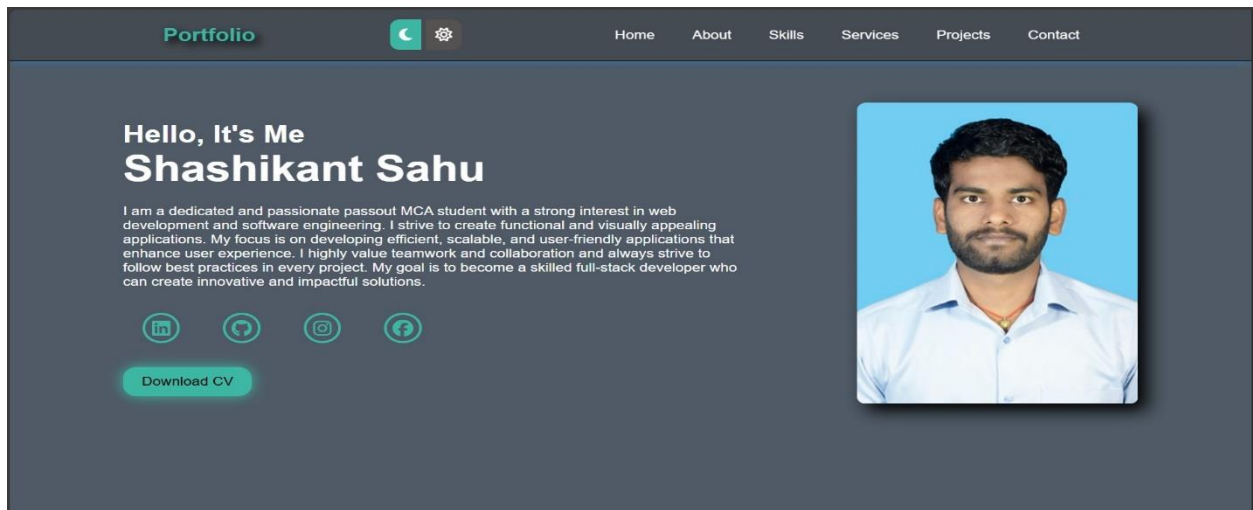 Portfolio
Home About Skills Services Projects Contact
Hello, It's Me
Shashikant Sahu
I am a dedicated and passionate passout MCA student with a strong interest in web
development and software engineering. I strive to create functional and visually appealing
applications. My focus is on developing efficient, scalable, and user-friendly applications that
enhance user experience. I highly value teamwork and collaboration and always strive to
follow best practices in every project. My goal is to become a skilled full-stack developer who
can create innovative and impactful solutions.
in
Download CV